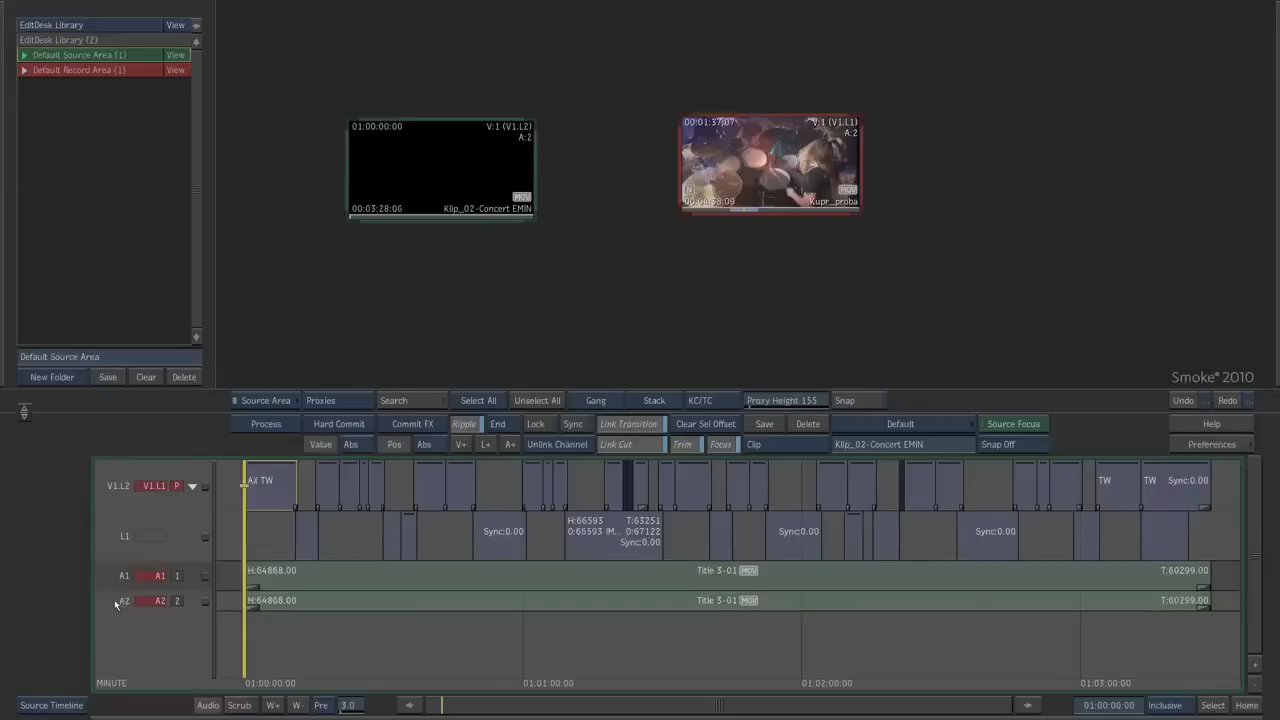 EditDesk Library View
EditDesk Library (2)
Default Source Area (1) View
Default Record Area (1) View
01:00:00:00 V:1 (V1.L2)
A:2
MOV
00:03:28:06 Klip_02-Concert EMIN
00:01:37:07 V:1 (V1.L1)
A:2
N MOV
00:04:38:09 Kupr_proba
Default Source Area
New Folder Save Clear Delete
Smoke® 2010
Source Area Proxies Search Select All Unselect All Gang Stack KC/TC Proxy Height 155 Snap Undo ... Redo ...
Process Hard Commit Commit FX Ripple End Lock Sync Link Transition Clear Sel Offset Save Delete Default Source Focus Help
Value Abs Pos Abs V+ L+ A+ Unlink Channel Link Cut Trim Focus Clip Klip_02-Concert EMIN Snap Off Preferences
V1.L2 V1.L1 P AX TW TW TW Sync:0.00
L1 Sync:0.00 H:66593 T:63251 Sync:0.00 Sync:0.00
O:66593 IM... O:67122
Sync:0.00
A1 A1 1 H:64868.00 Title 3-01 MOV T:60299.00
A2 A2 2 H:64868.00 Title 3-01 MOV T:60299.00
MINUTE 01:00:00:00 01:01:00:00 01:02:00:00 01:03:00:00
Source Timeline Audio Scrub W+ W- Pre 3.0 01:00:00:00 Inclusive Select Home